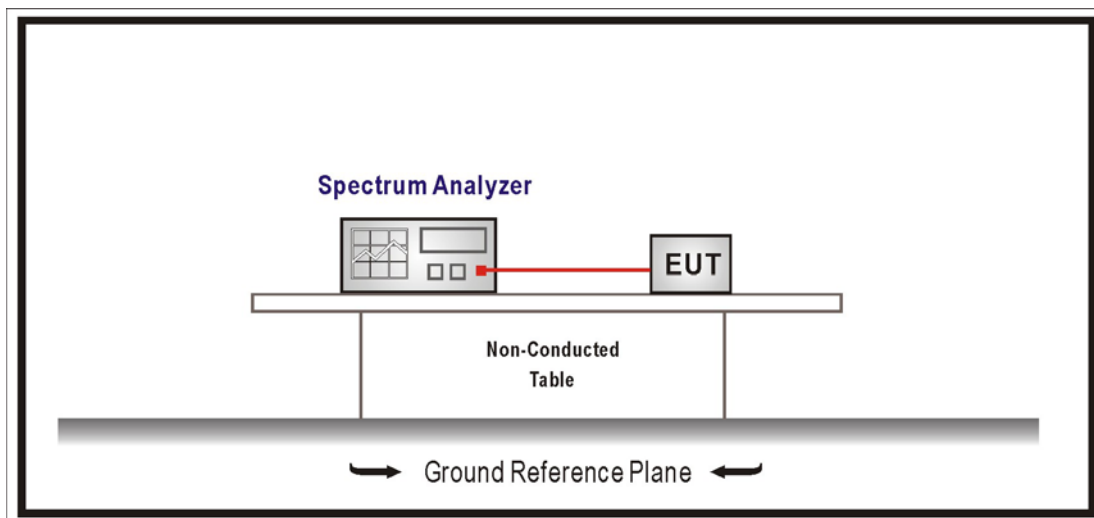 Spectrum Analyzer
EUT
Non-Conducted
Table
Ground Reference Plane